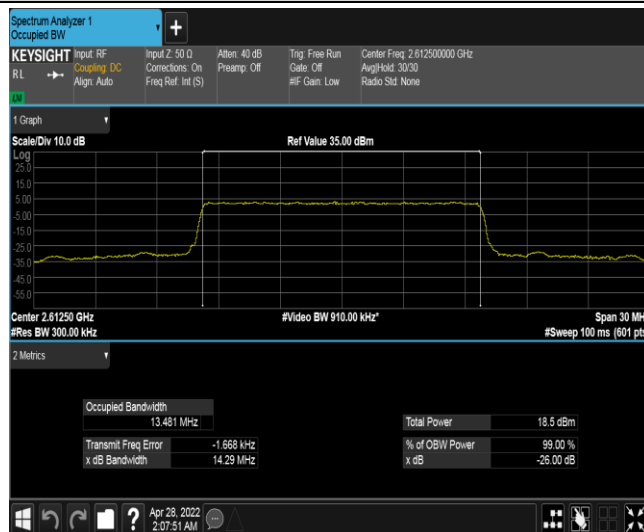 Spectrum Analyzer 1
Occupied BW
+
KEYSIGHT
RL
LXI
Input: RF
Coupling: DC
Align: Auto
Input Z: 50 Ω
Corrections: On
Freq Ref: Int (S)
Atten: 40 dB
Preamp: Off
Trig: Free Run
Gate: Off
#IF Gain: Low
Center Freq: 2.612500000 GHz
Avg|Hold: 30/30
Radio Std: None
1 Graph
Scale/Div 10.0 dB
Ref Value 35.00 dBm
Log
25.0
15.0
5.00
-5.00
-15.0
-25.0
-35.0
-45.0
-55.0
Center 2.61250 GHz
#Video BW 910.00 kHz*
Span 30 MH
#Res BW 300.00 kHz
#Sweep 100 ms (601 pts
2 Metrics
Occupied Bandwidth
13.481 MHz
Total Power 18.5 dBm
Transmit Freq Error -1.668 kHz
% of OBW Power 99.00 %
x dB Bandwidth 14.29 MHz
x dB -26.00 dB
?
Apr 28, 2022
2:07:51 AM